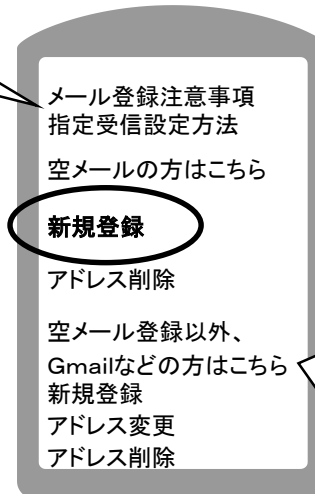 メール登録注意事項
指定受信設定方法
空メールの方はこちら
新規登録
アドレス削除
空メール登録以外、
Gmailなどの方はこちら
新規登録
アドレス変更
アドレス削除